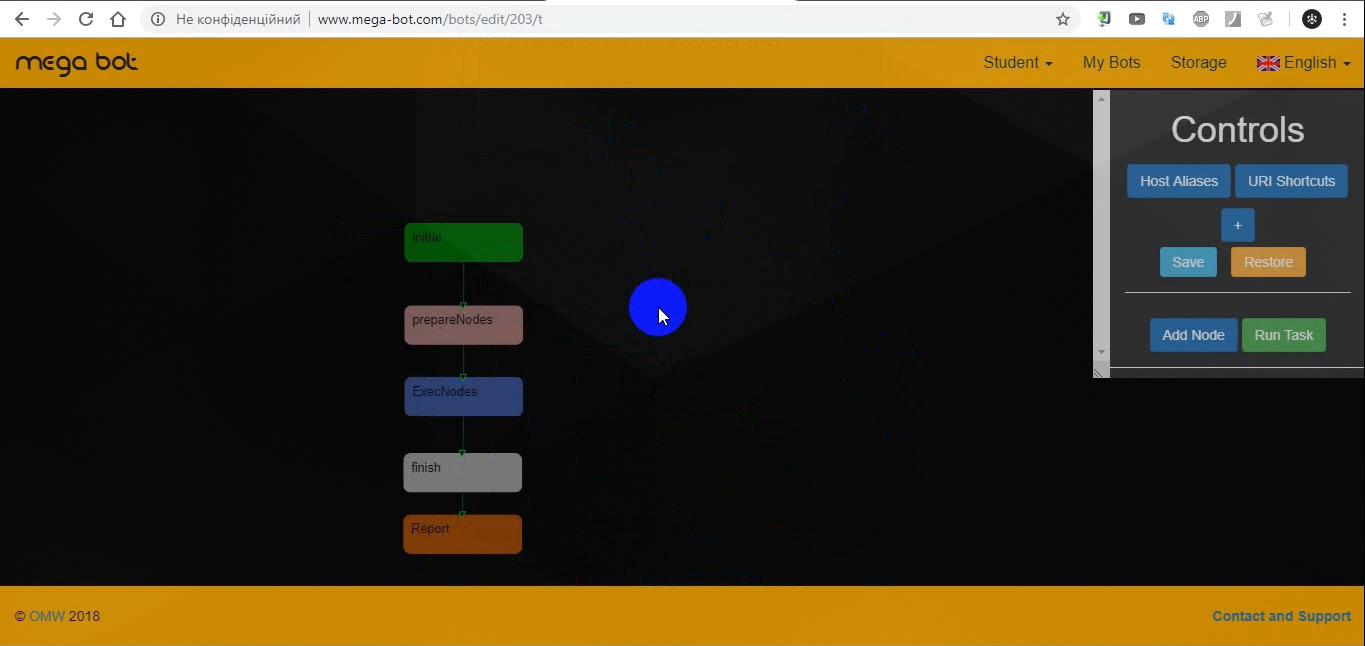 Не конфіденційний www.mega-bot.com/bots/edit/203/t
ABP
mega bot
Student My Bots Storage English
Controls
Host Aliases URI Shortcuts
+
Save Restore
Add Node Run Task
initial
prepareNodes
ExecNodes
finish
Report
© OMW 2018
Contact and Support